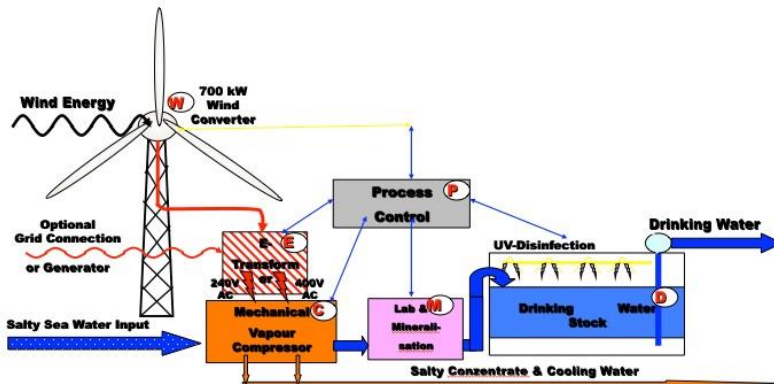 W
700 kW
Wind
Converter
Wind Energy
Process
P
Control
Optional
Grid Connection
or Generator
E-
E
Transform
or
240V
AC
400V
AC
Mechanical
C
Vapour
Compressor
Salty Sea Water Input
Lab &
M
Minerali-
sation
UV-Disinfection
Drinking Water
Drinking Water
D
Stock
Salty Conzentrate & Cooling Water